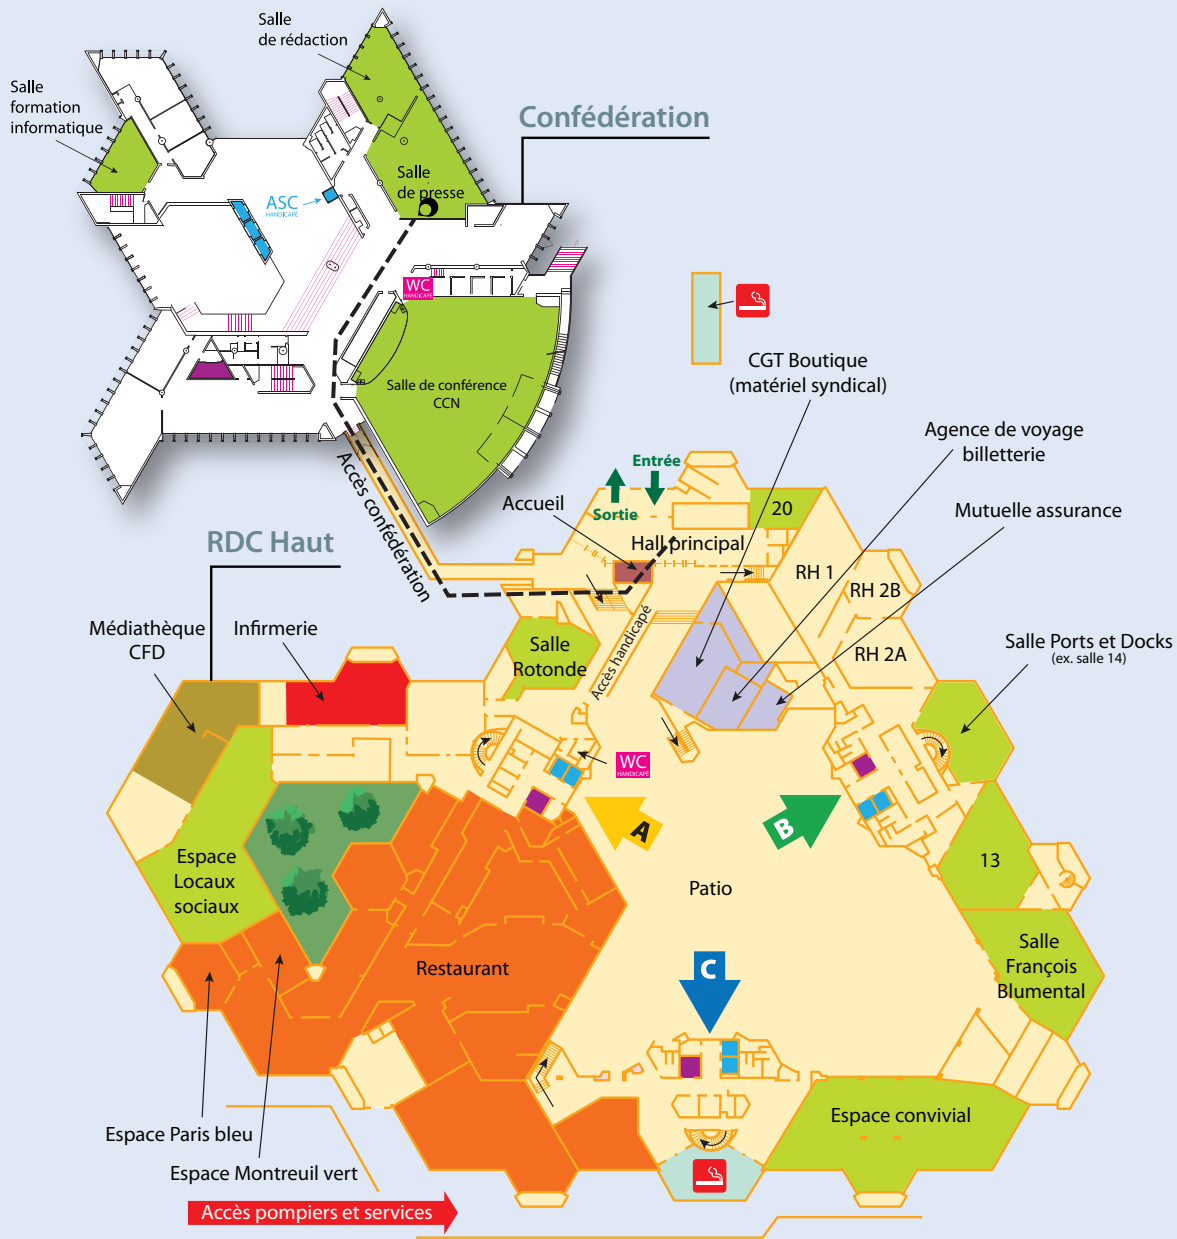 Salle
de rédaction
Salle
formation
informatique
Confédération
Salle
de presse
ASC
HANDICAPÉ
WC
HANDICAPÉ
Salle de conférence
CCN
CGT Boutique
(matériel syndical)
Agence de voyage
billetterie
Mutuelle assurance
Entrée
Sortie
Accueil
20
Hall principal
Accès confédération
RDC Haut
RH 1
RH 2B
RH 2A
Médiathèque
CFD
Infirmerie
Salle
Rotonde
Accès handicapé
Salle Ports et Docks
(ex. salle 14)
WC
HANDICAPÉ
A
B
13
Espace
Locaux
sociaux
Patio
Restaurant
C
Salle
François
Blumental
Espace convivial
Espace Paris bleu
Espace Montreuil vert
Accès pompiers et services